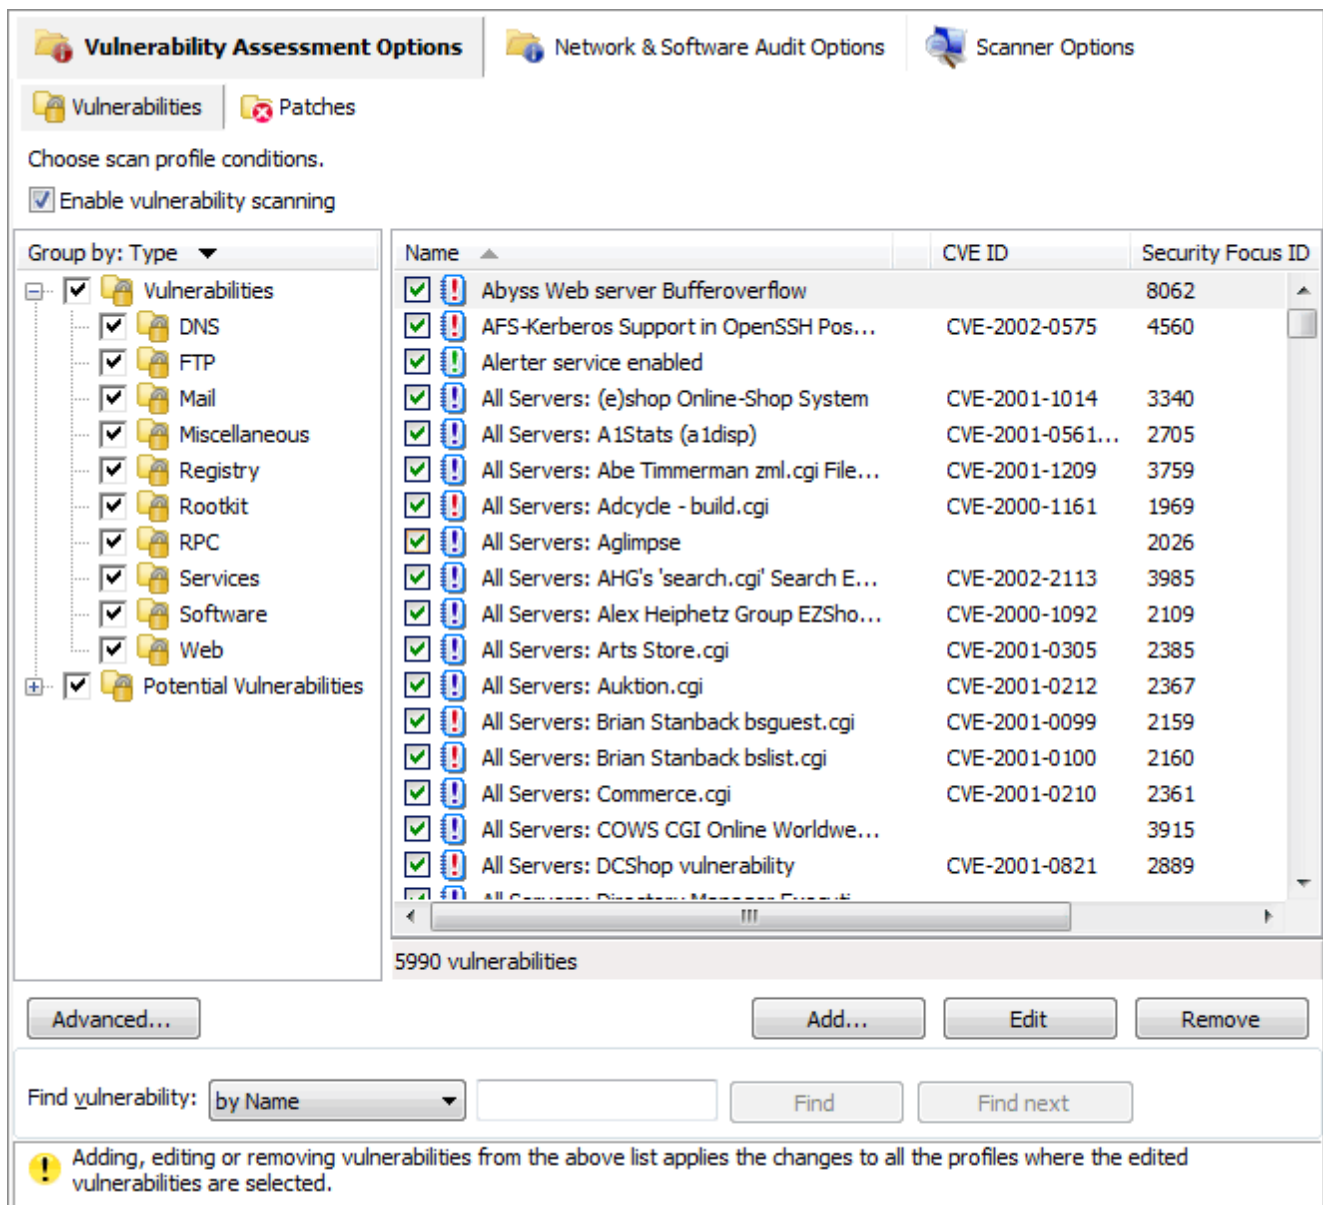 Vulnerability Assessment Options Network & Software Audit Options Scanner Options
Vulnerabilities Patches
Choose scan profile conditions.
Enable vulnerability scanning
Group by: Type
Vulnerabilities
DNS
FTP
Mail
Miscellaneous
Registry
Rootkit
RPC
Services
Software
Web
Potential Vulnerabilities
Name CVE ID Security Focus ID
Abyss Web server Bufferoverflow 8062
AFS-Kerberos Support in OpenSSH Pos... CVE-2002-0575 4560
Alerter service enabled
All Servers: (e)shop Online-Shop System CVE-2001-1014 3340
All Servers: A1Stats (a1disp) CVE-2001-0561... 2705
All Servers: Abe Timmerman zml.cgi File... CVE-2001-1209 3759
All Servers: Adcycle - build.cgi CVE-2000-1161 1969
All Servers: Aglimpse 2026
All Servers: AHG's 'search.cgi' Search E... CVE-2002-2113 3985
All Servers: Alex Heiphetz Group EZSho... CVE-2000-1092 2109
All Servers: Arts Store.cgi CVE-2001-0305 2385
All Servers: Auktion.cgi CVE-2001-0212 2367
All Servers: Brian Stanback bsguest.cgi CVE-2001-0099 2159
All Servers: Brian Stanback bslist.cgi CVE-2001-0100 2160
All Servers: Commerce.cgi CVE-2001-0210 2361
All Servers: COWS CGI Online Worldwe... 3915
All Servers: DCShop vulnerability CVE-2001-0821 2889
All Servers: Directory Manager Executi...
5990 vulnerabilities
Advanced... Add... Edit Remove
Find vulnerability: by Name Find Find next
Adding, editing or removing vulnerabilities from the above list applies the changes to all the profiles where the edited
vulnerabilities are selected.